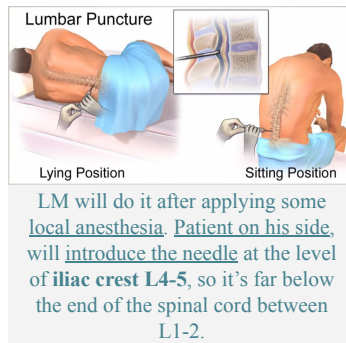 Lumbar Puncture
Lying Position
Sitting Position
LM will do it after applying some
local anesthesia. Patient on his side,
will introduce the needle at the level
of iliac crest L4-5, so it's far below
the end of the spinal cord between
L1-2.